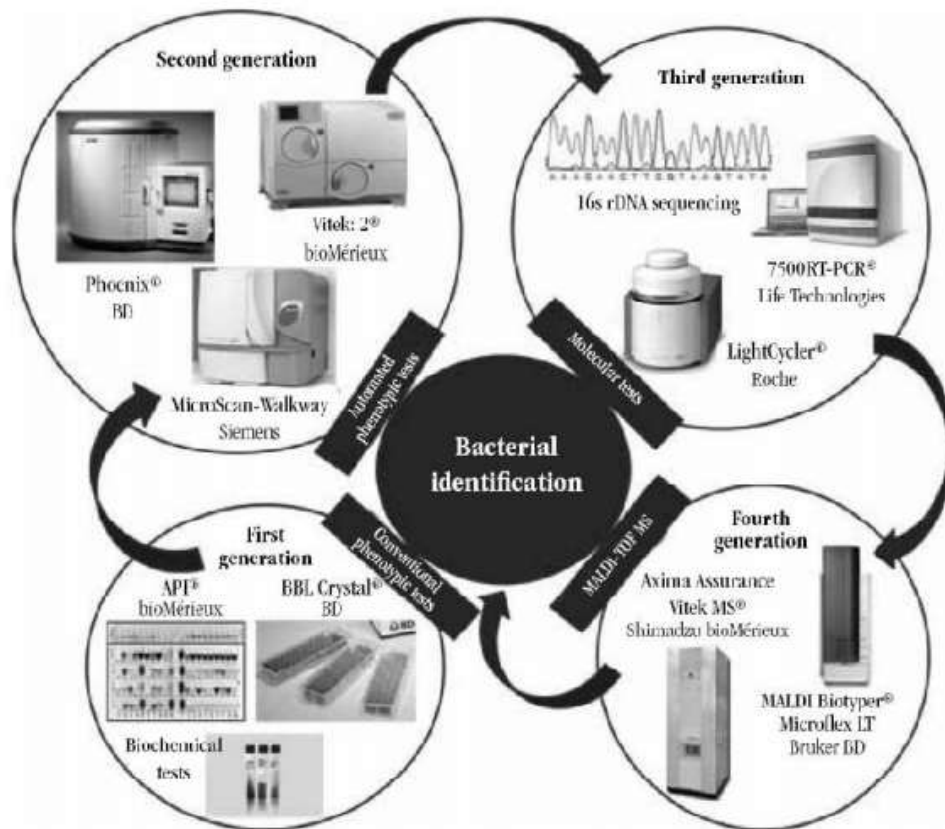 Second generation
Phoenix®
BD
Vitek: 2®
bioMérieux
MicroScan-Walkway
Siemens
Automated
phenotypic tests
Third generation
16s rDNA sequencing
7500RT-PCR®
Life Technologies
LightCycler®
Roche
Molecular tests
Bacterial
identification
First
generation
API®
bioMérieux
BBL Crystal®
BD
Biochemical
tests
Conventional
phenotypic tests
MALDI-TOF MS
Fourth
generation
Axima Assurance
Vitek MS®
Shimadzu bioMérieux
MALDI Biotyper®
Microflex LT
Bruker BD